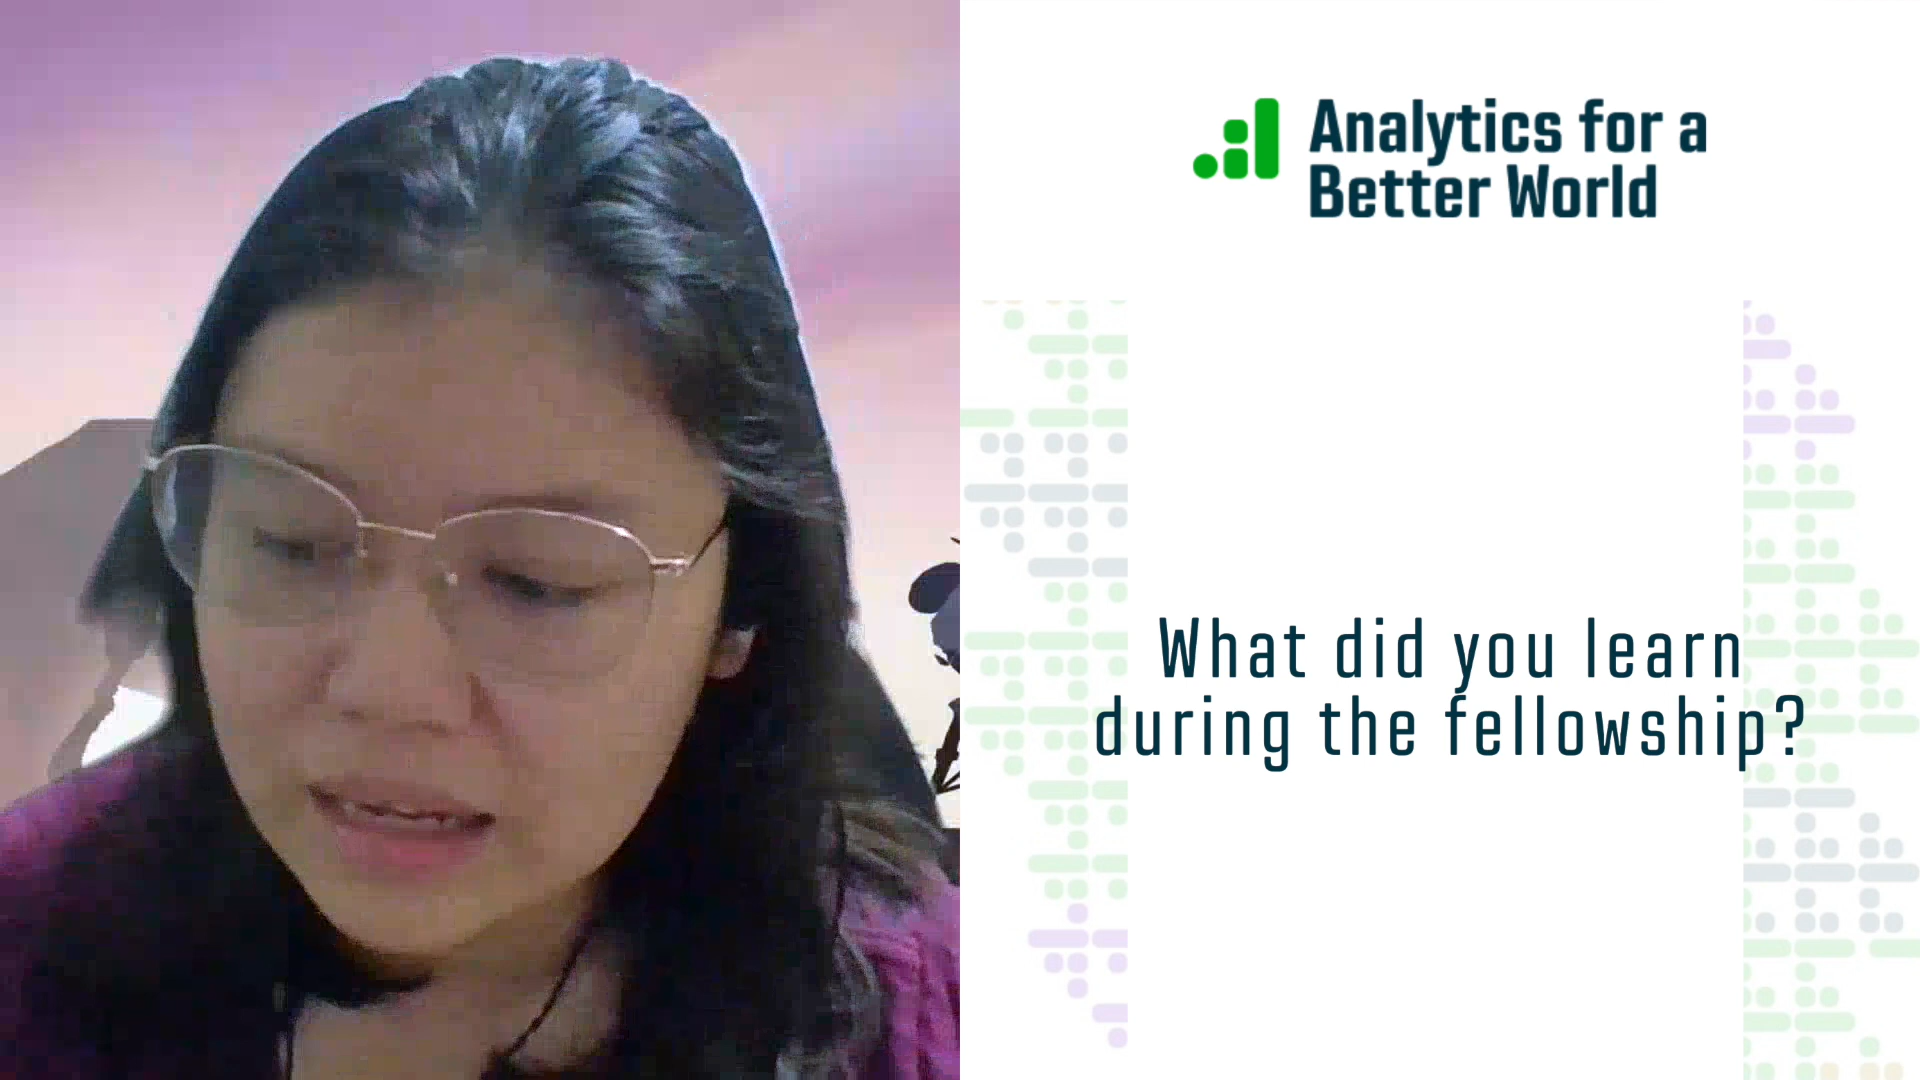 Analytics for a
Better World
What did you learn
during the fellowship?